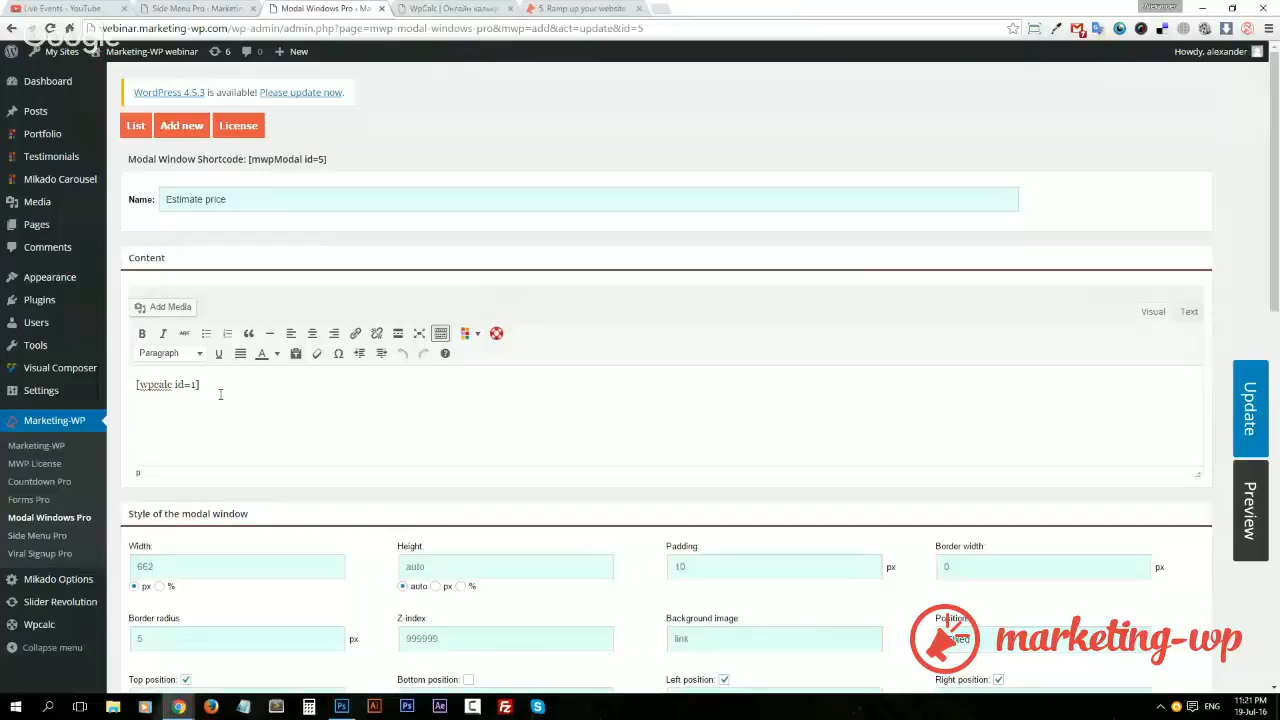 Live Events - YouTube
Side Menu Pro - Marketin
Modal Windows Pro - Ma
WpCalc | Онлайн кальку
5. Ramp up your website
Alexander
webinar.marketing-wp.com/wp-admin/admin.php?page=mwp-modal-windows-pro&mwp=add&act=update&id=5
Google
My Sites
Marketing-WP webinar
6
0
New
Howdy, alexander
Dashboard
Posts
Portfolio
Testimonials
Mikado Carousel
Media
Pages
Comments
Appearance
Plugins
Users
Tools
Visual Composer
Settings
Marketing-WP
Marketing-WP
MWP License
Countdown Pro
Forms Pro
Modal Windows Pro
Side Menu Pro
Viral Signup Pro
Mikado Options
Slider Revolution
Wpcalc
Collapse menu
WordPress 4.5.3 is available! Please update now.
List
Add new
License
Modal Window Shortcode: [mwpModal id=5]
Name: Estimate price
Content
Add Media
Visual
Text
B I ABC
Paragraph U A
[wpcalc id=1]
p
Update
Preview
Style of the modal window
Width:
Height:
Padding:
Border width:
662
auto
10 px
0 px
px %
auto px %
Border radius:
Z-index:
Background image:
Position:
5 px
999999
link
marketing-wp
Top position:
Bottom position:
Left position:
Right position:
11:21 PM
19-Jul-16
ENG